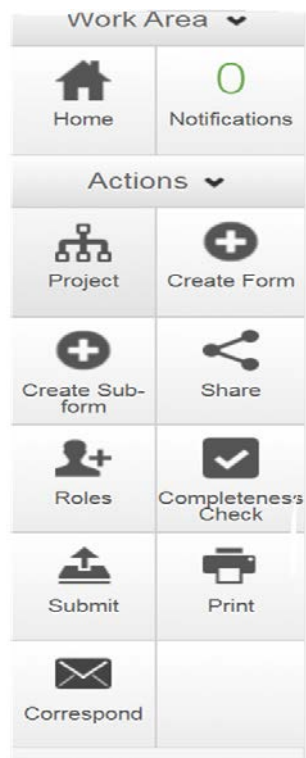 Work Area
Home
0
Notifications
Actions
Project
Create Form
Create Sub-
form
Share
Roles
Completeness
Check
Submit
Print
Correspond